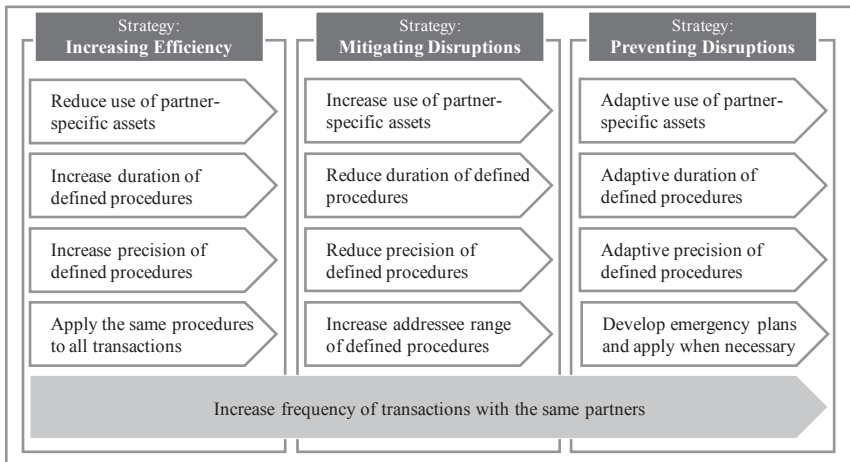 Strategy:
Increasing Efficiency
Reduce use of partner-
specific assets
Increase duration of
defined procedures
Increase precision of
defined procedures
Apply the same procedures
to all transactions
Strategy:
Mitigating Disruptions
Increase use of partner-
specific assets
Reduce duration of defined
procedures
Reduce precision of
defined procedures
Increase addressee range
of defined procedures
Strategy:
Preventing Disruptions
Adaptive use of partner-
specific assets
Adaptive duration of
defined procedures
Adaptive precision of
defined procedures
Develop emergency plans
and apply when necessary
Increase frequency of transactions with the same partners